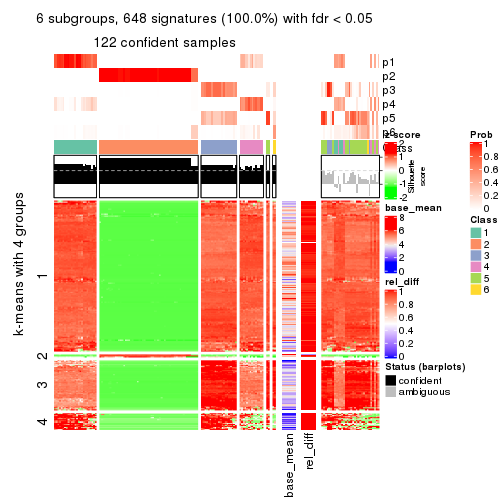 6 subgroups, 648 signatures (100.0%) with fdr < 0.05
122 confident samples
p1
p2
p3
p4
p5
p6
Class
k-means with 4 groups
1
2
3
4
base_mean
rel_diff
z-score
2
1
0
-1
-2
Silhouette
score
base_mean
8
6
4
2
0
rel_diff
1
0.8
0.6
0.4
0.2
0
Status (barplots)
confident
ambiguous
Prob
1
0.8
0.6
0.4
0.2
0
Class
1
2
3
4
5
6